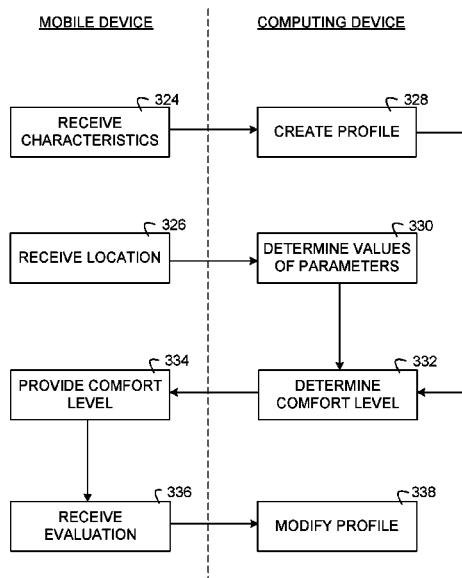 MOBILE DEVICE
COMPUTING DEVICE
324
RECEIVE
CHARACTERISTICS
328
CREATE PROFILE
326
RECEIVE LOCATION
330
DETERMINE VALUES
OF PARAMETERS
334
PROVIDE COMFORT
LEVEL
332
DETERMINE
COMFORT LEVEL
336
RECEIVE
EVALUATION
338
MODIFY PROFILE